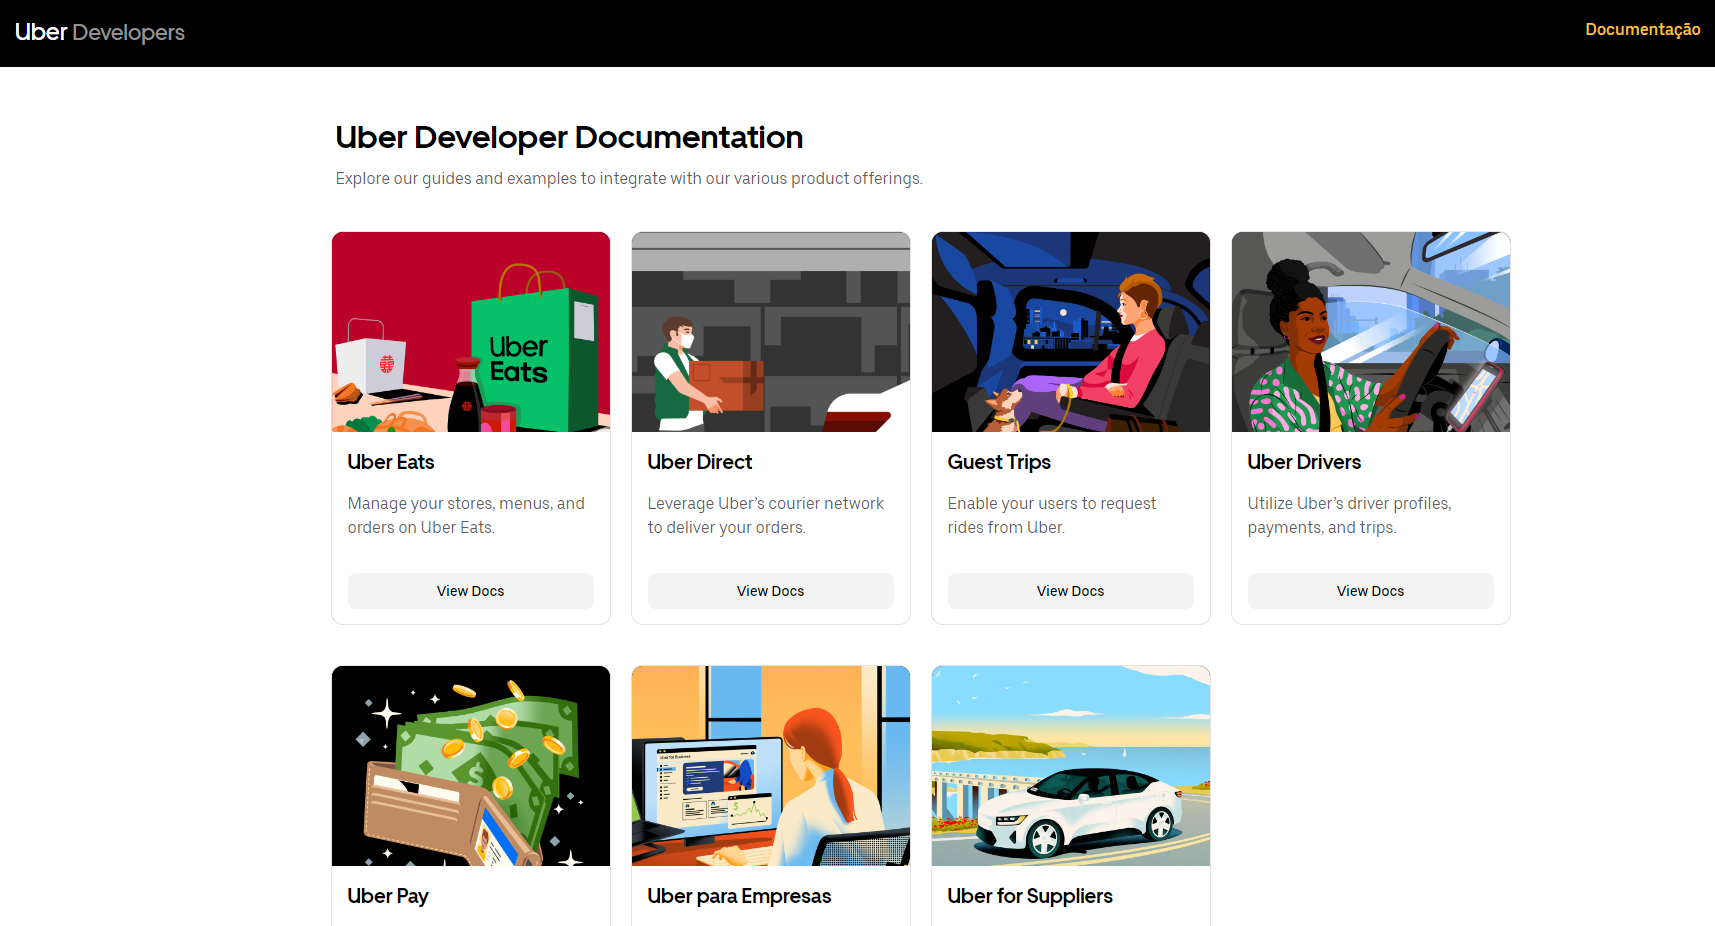 Uber Developers
Documentação
Uber Developer Documentation
Explore our guides and examples to integrate with our various product offerings.
Uber
Eats
Uber Eats
Manage your stores, menus, and
orders on Uber Eats.
View Docs
Uber Direct
Leverage Uber’s courier network
to deliver your orders.
View Docs
Guest Trips
Enable your users to request
rides from Uber.
View Docs
Uber Drivers
Utilize Uber’s driver profiles,
payments, and trips.
View Docs
Uber Pay
Uber para Empresas
Uber for Suppliers